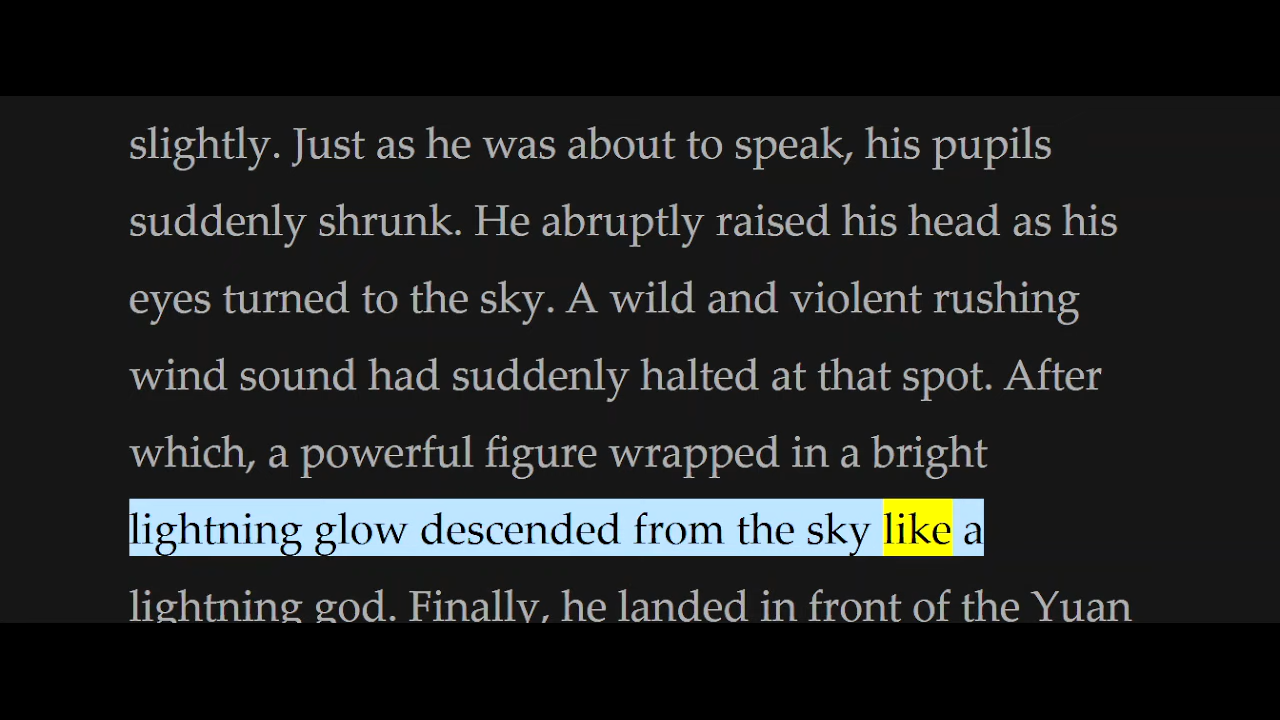 slightly. Just as he was about to speak, his pupils
suddenly shrunk. He abruptly raised his head as his
eyes turned to the sky. A wild and violent rushing
wind sound had suddenly halted at that spot. After
which, a powerful figure wrapped in a bright
lightning glow descended from the sky like a
lightning god. Finally, he landed in front of the Yuan